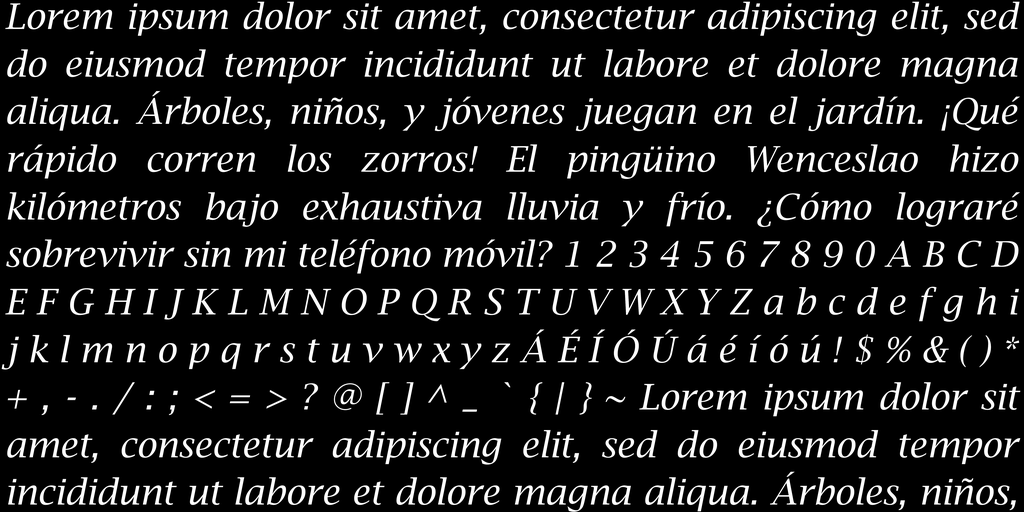 Lorem ipsum dolor sit amet, consectetur adipiscing elit, sed
do eiusmod tempor incididunt ut labore et dolore magna
aliqua. Árboles, niños, y jóvenes juegan en el jardín. ¡Qué
rápido corren los zorros! El pingüino Wenceslao hizo
kilómetros bajo exhaustiva lluvia y frío. ¿Cómo lograré
sobrevivir sin mi teléfono móvil? 1 2 3 4 5 6 7 8 9 0 A B C D
E F G H I J K L M N O P Q R S T U V W X Y Z a b c d e f g h i
j k l m n o p q r s t u v w x y z Á É Í Ó Ú á é í ó ú ! $ % & ( ) *
+ , - . / : ; < = > ? @ [ ] ^ _ ` { | } ~ Lorem ipsum dolor sit
amet, consectetur adipiscing elit, sed do eiusmod tempor
incididunt ut labore et dolore magna aliqua. Árboles, niños,